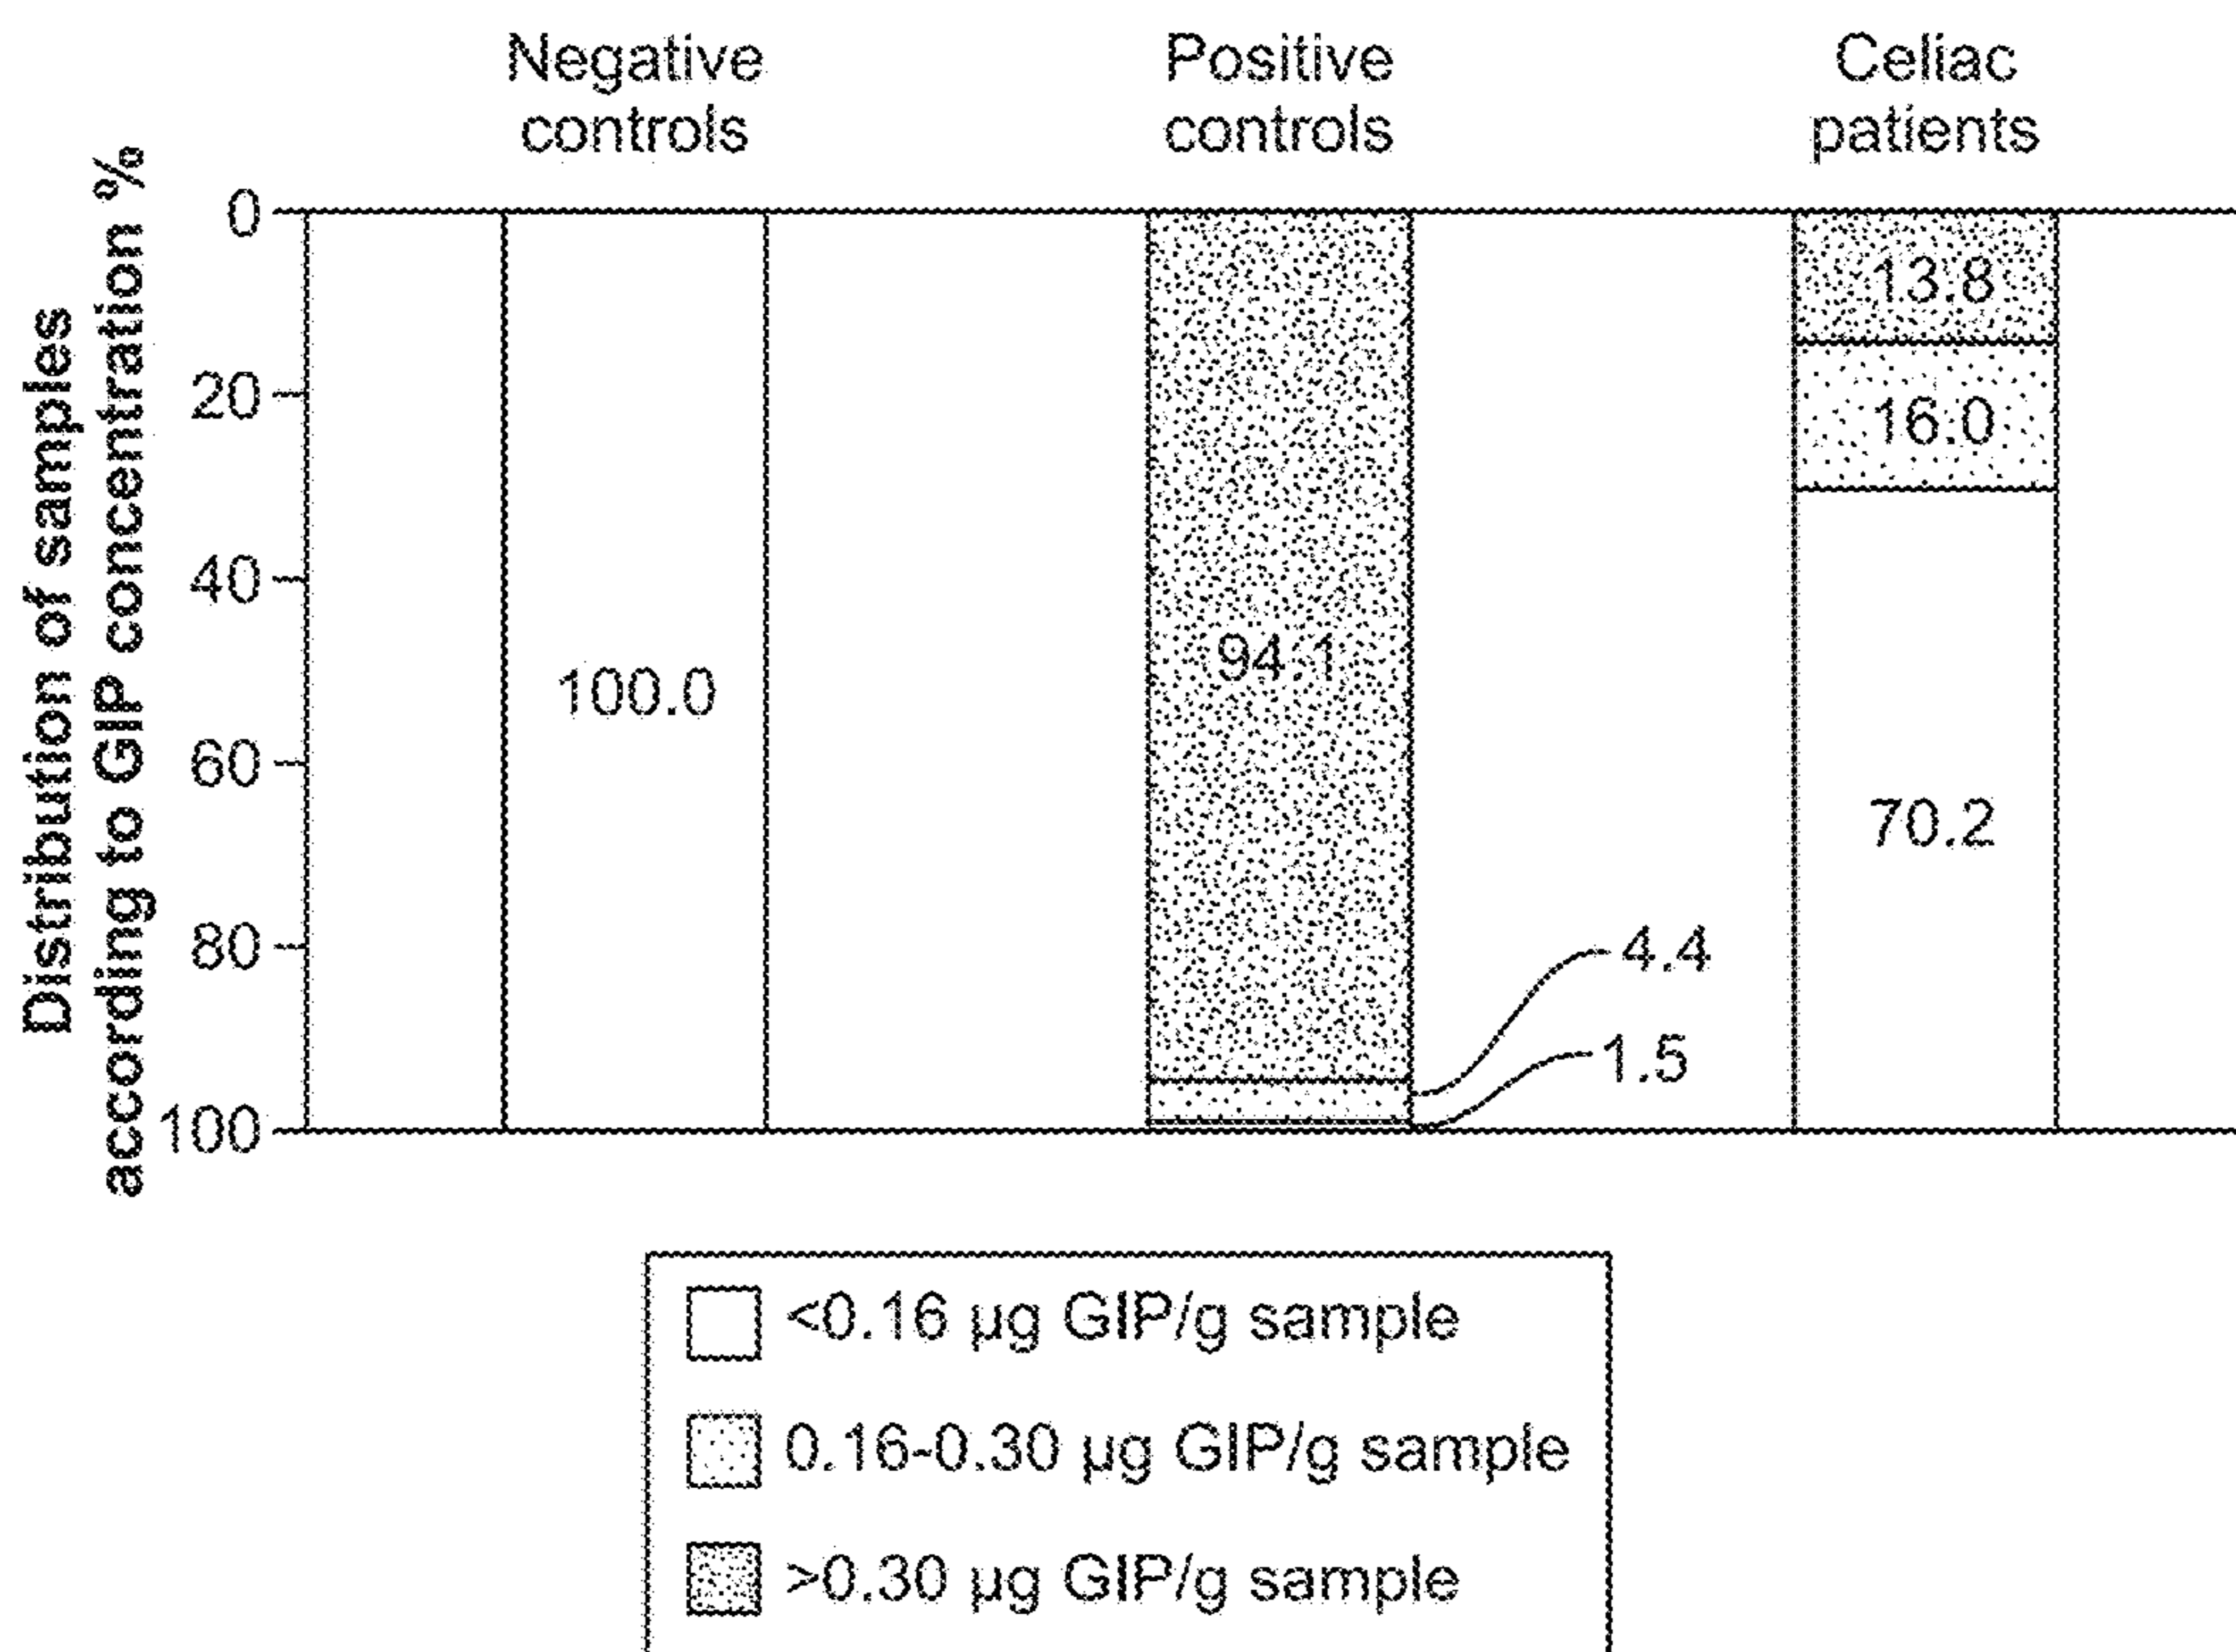 Negative
controls
Positive
controls
Celiac
patients
Distribution of samples
according to GIP concentration %
0
20
40
60
80
100
100.0
94.1
4.4
1.5
13.8
16.0
70.2
<0.16 µg GIP/g sample
0.16-0.30 µg GIP/g sample
>0.30 µg GIP/g sample